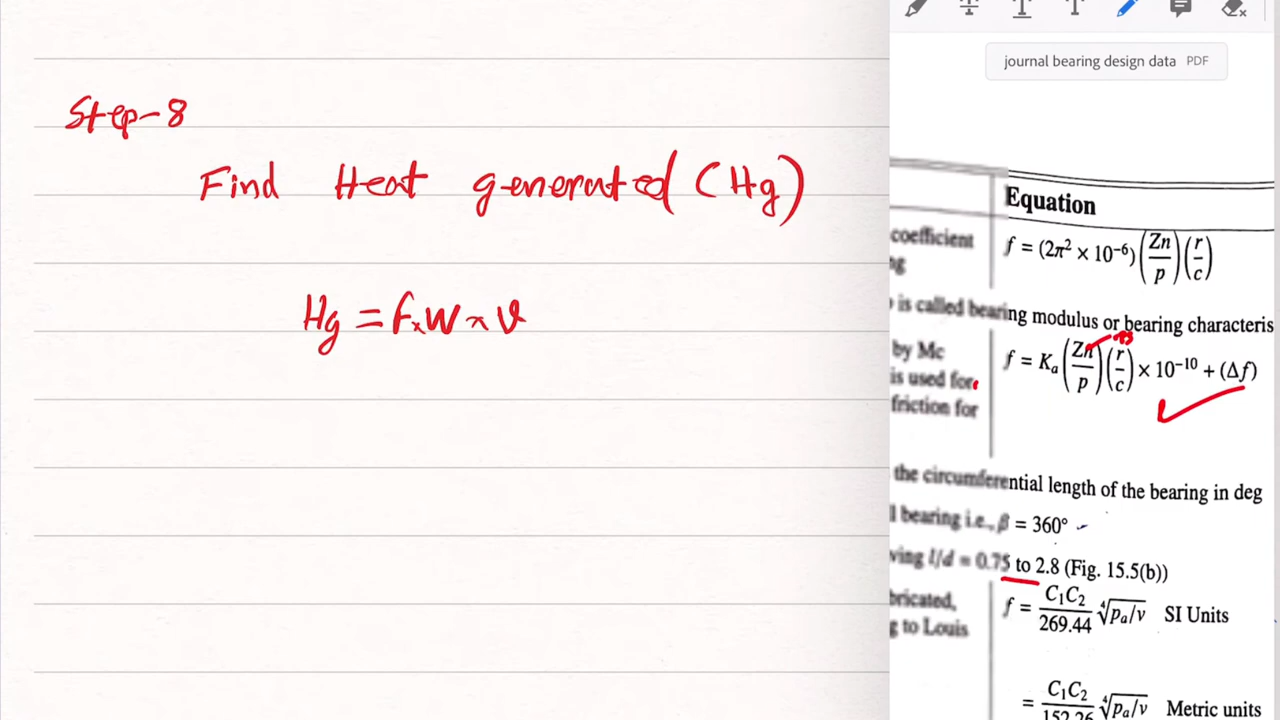 Step-8
Find Heat generated (Hg)
Hg = f x W x v
journal bearing design data PDF
Equation
coefficient
f = (2π² × 10⁻⁶) (Zn/p) (r/c)
is called bearing modulus or bearing characteris
by Mc
f = Kₐ (Zn/p) (r/c) × 10⁻¹⁰ + (Δf)
is used for
friction for
the circumferential length of the bearing in deg
l bearing i.e., β = 360°
ving l/d = 0.75 to 2.8 (Fig. 15.5(b))
bricated,
f = C₁C₂/269.44 ∜pₐ/v SI Units
g to Louis
= C₁C₂/152.26 ∜pₐ/v Metric units